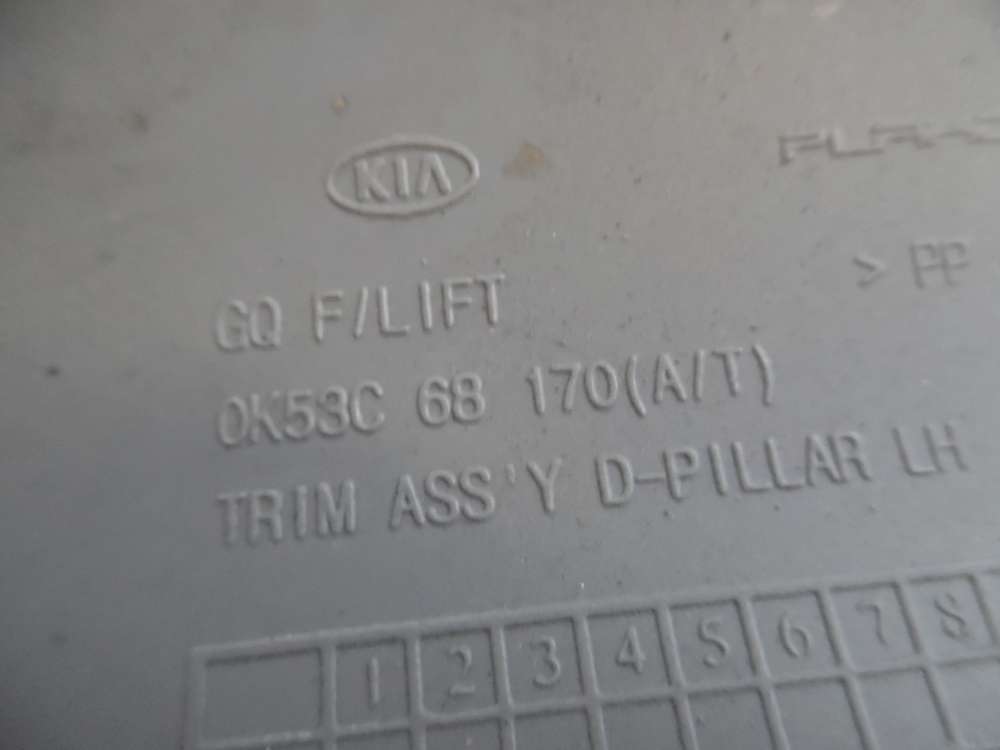 KIA
GQ F/LIFT
> PP
0K53C 68 170(A/T)
TRIM ASS'Y D-PILLAR LH
1 2 3 4 5 6 7 8